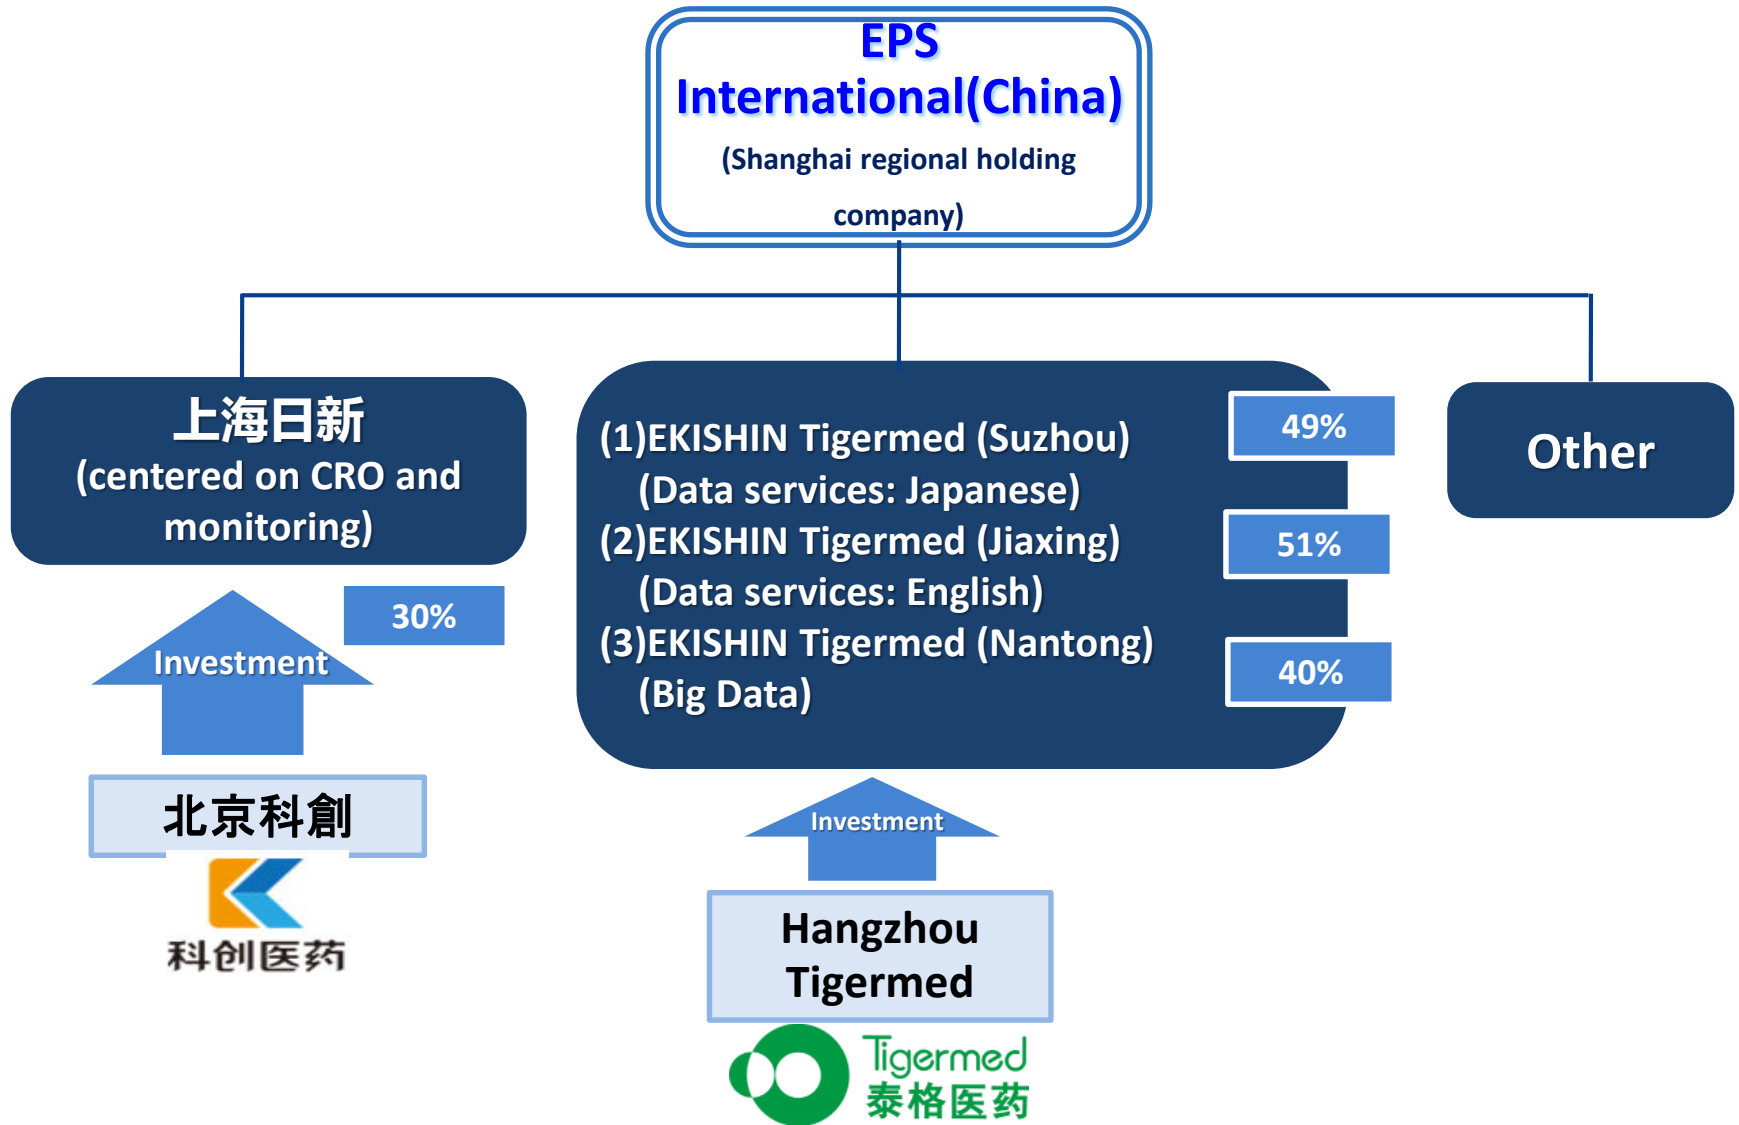 EPS
International(China)
(Shanghai regional holding
company)
上海日新
(centered on CRO and
monitoring)
30%
Investment
北京科創
科创医药
(1)EKISHIN Tigermed (Suzhou)
(Data services: Japanese)
(2)EKISHIN Tigermed (Jiaxing)
(Data services: English)
(3)EKISHIN Tigermed (Nantong)
(Big Data)
49%
51%
40%
Investment
Hangzhou
Tigermed
Tigermed
泰格医药
Other